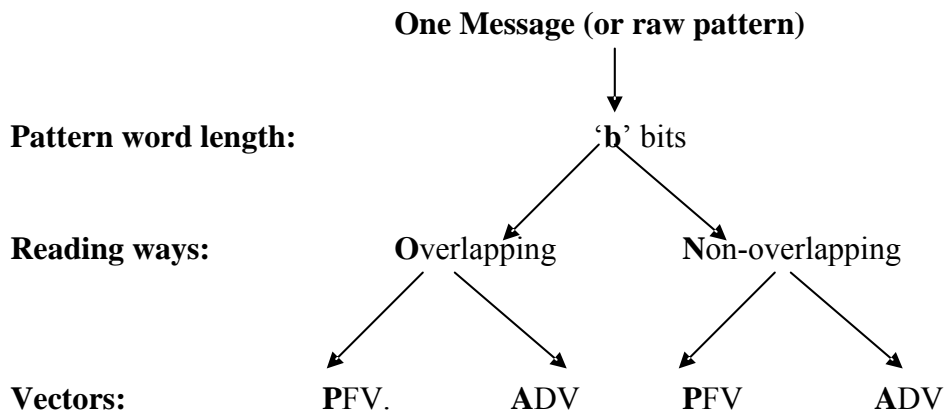 One Message (or raw pattern)
Pattern word length: ‘b’ bits
Reading ways: Overlapping Non-overlapping
Vectors: PFV. ADV PFV ADV